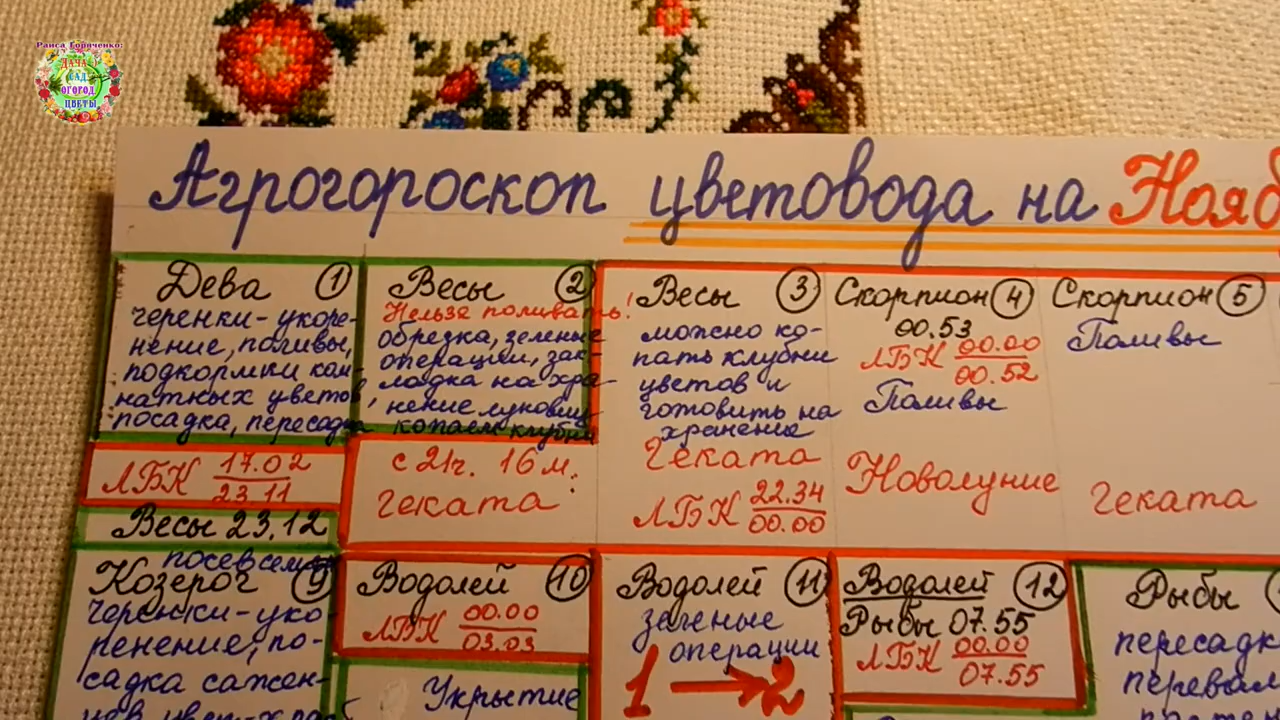 Раиса Горяченко:
ДАЧА
САД
ОГОРОД
ЦВЕТЫ
Агрогороскоп цветовода на Нояб
Дева 1
черенки-укоре-
нение, поливы,
подкормки ком-
натных цветов,
посадка, пересадка
ЛБК 17.02
23.11
Весы 23.12
посев семян
Весы 2
Нельзя поливать!
обрезка, зеленые
операции, зак-
ладка на хра-
нение луковиц
копаем клубни
с 21ч. 16 м.
Геката
Весы 3
можно ко-
пать клубни
цветов и
готовить на
хранение
Геката
ЛБК 22.34
00.00
Скорпион 4
00.53
ЛБК 00.00
00.52
Поливы
Новолуние
Скорпион 5
Поливы
Геката
Козерог 9
черенки-уко-
ренение, по-
садка сажен-
Водолей 10
ЛБК 00.00
03.03
Укрытие
Водолей 11
зеленые
операции
1 → 2
Водолей 12
Рыбы 07.55
ЛБК 00.00
07.55
Рыбы
пересадк
перевал